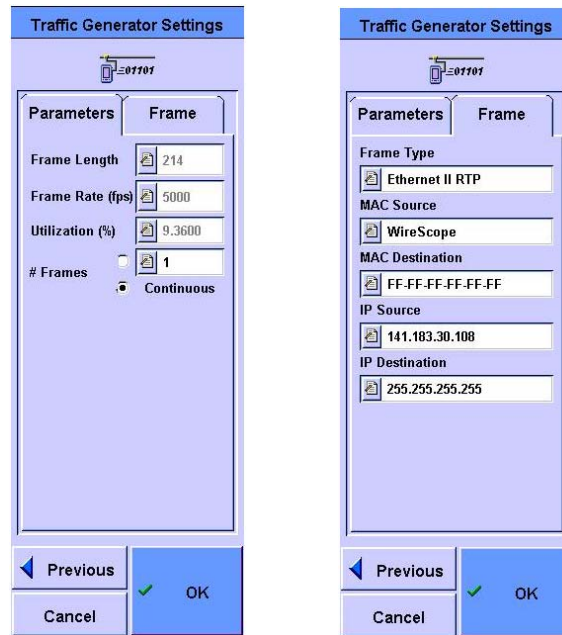 Traffic Generator Settings
01101
Parameters
Frame
Frame Length
214
Frame Rate (fps)
5000
Utilization (%)
9.3600
# Frames
1
Continuous
Previous
Cancel
OK
Traffic Generator Settings
01101
Parameters
Frame
Frame Type
Ethernet II RTP
MAC Source
WireScope
MAC Destination
FF-FF-FF-FF-FF-FF
IP Source
141.183.30.108
IP Destination
255.255.255.255
Previous
Cancel
OK